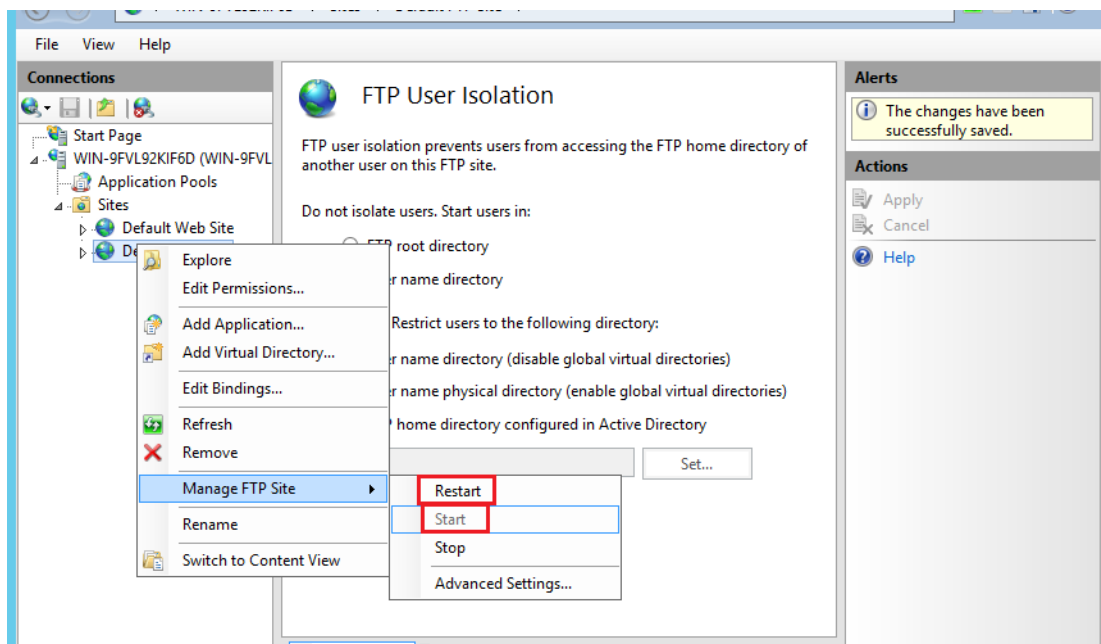 File View Help
Connections
Start Page
WIN-9FVL92KIF6D (WIN-9FVL
Application Pools
Sites
Default Web Site
De
Explore
Edit Permissions...
Add Application...
Add Virtual Directory...
Edit Bindings...
Refresh
Remove
Manage FTP Site
Rename
Switch to Content View
Restart
Start
Stop
Advanced Settings...
FTP User Isolation
FTP user isolation prevents users from accessing the FTP home directory of
another user on this FTP site.
Do not isolate users. Start users in:
FTP root directory
name directory
Restrict users to the following directory:
name directory (disable global virtual directories)
name physical directory (enable global virtual directories)
home directory configured in Active Directory
Set...
Alerts
The changes have been
successfully saved.
Actions
Apply
Cancel
Help